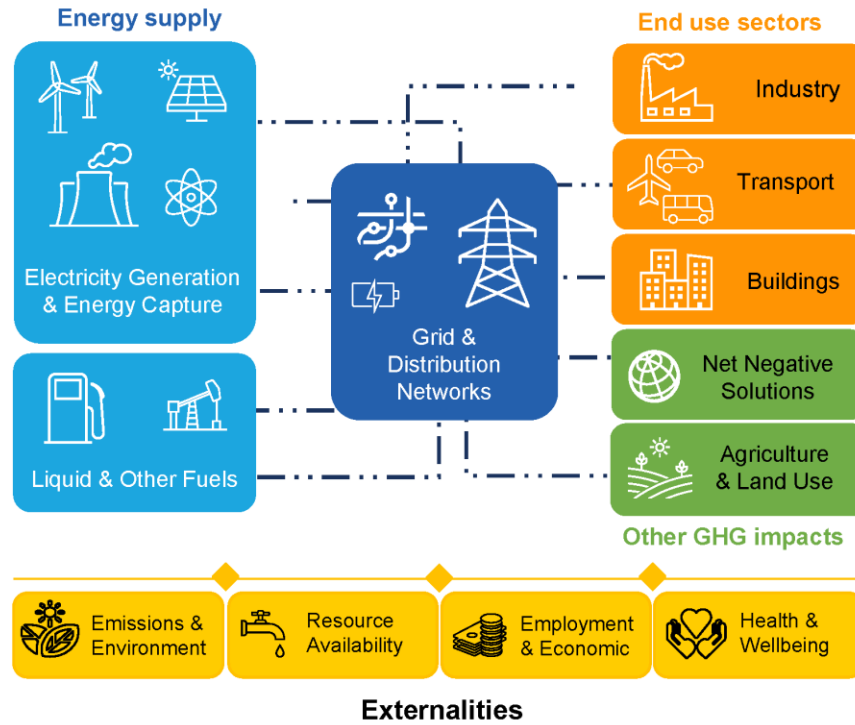 Energy supply
Electricity Generation
& Energy Capture
Liquid & Other Fuels
Grid &
Distribution
Networks
End use sectors
Industry
Transport
Buildings
Net Negative
Solutions
Agriculture
& Land Use
Other GHG impacts
Emissions &
Environment
Resource
Availability
Employment
& Economic
Health &
Wellbeing
Externalities